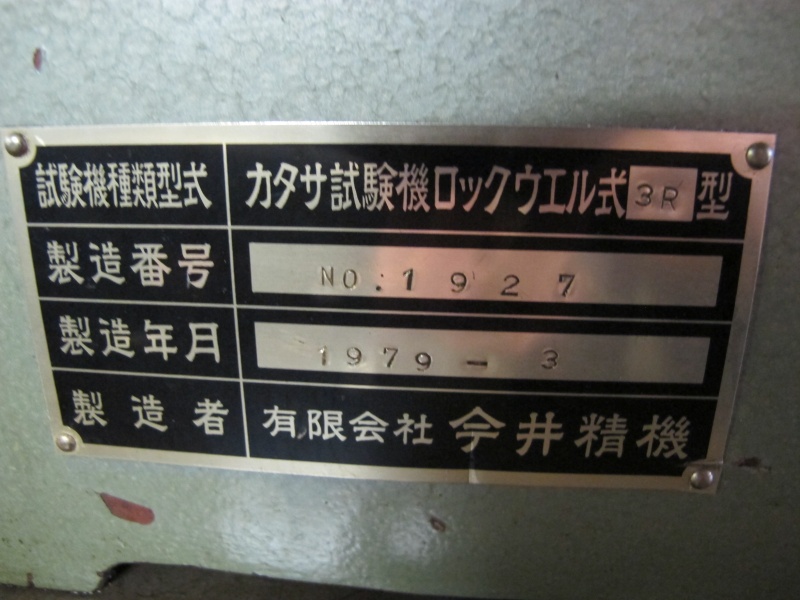 試験機種類型式 カタサ試験機ロックウエル式3R型
製造番号 NO.1927
製造年月 1979-3
製造者 有限会社 今井精機